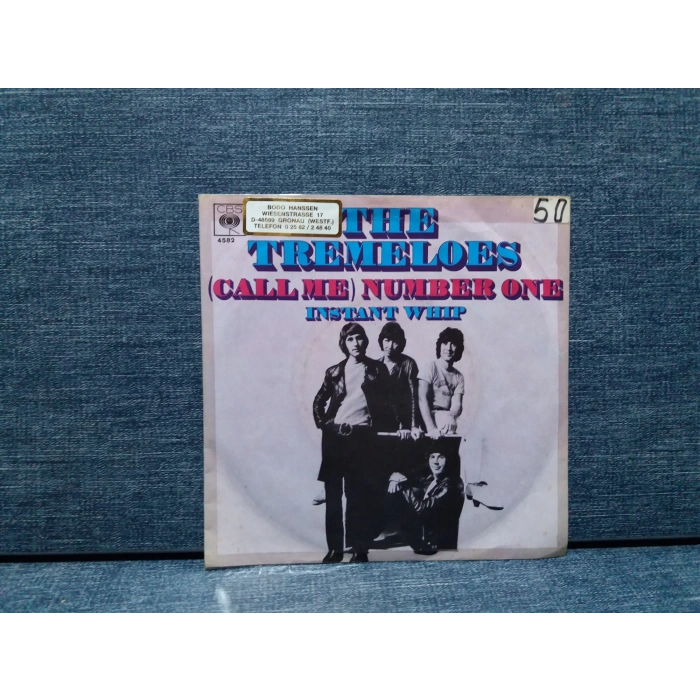 CBS
4582
BODO HANSSEN
WIESENSTRASSE 17
D-48599 GRONAU (WESTF.)
TELEFON 0 25 62 / 2 48 40
50
THE
TREMELOES
(CALL ME) NUMBER ONE
INSTANT WHIP